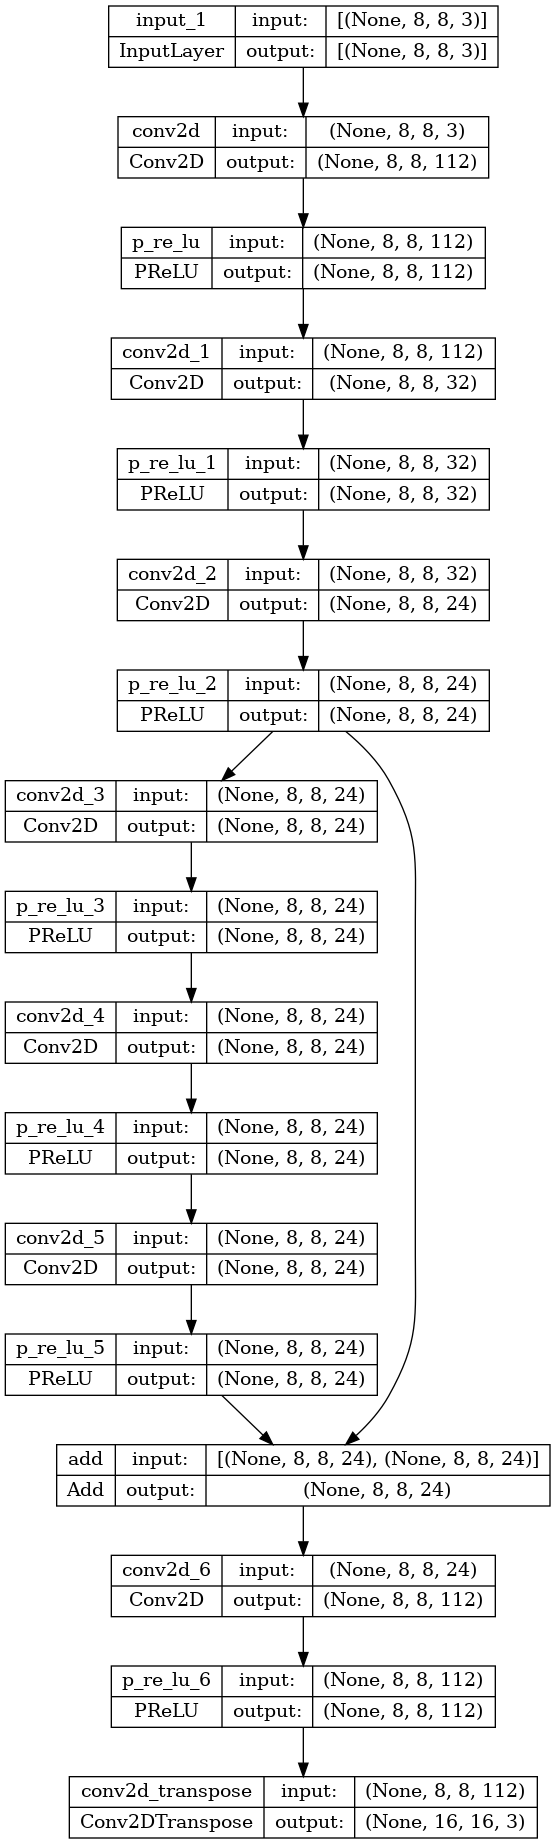 input_1 input: [(None, 8, 8, 3)]
InputLayer output: [(None, 8, 8, 3)]
conv2d input: (None, 8, 8, 3)
Conv2D output: (None, 8, 8, 112)
p_re_lu input: (None, 8, 8, 112)
PReLU output: (None, 8, 8, 112)
conv2d_1 input: (None, 8, 8, 112)
Conv2D output: (None, 8, 8, 32)
p_re_lu_1 input: (None, 8, 8, 32)
PReLU output: (None, 8, 8, 32)
conv2d_2 input: (None, 8, 8, 32)
Conv2D output: (None, 8, 8, 24)
p_re_lu_2 input: (None, 8, 8, 24)
PReLU output: (None, 8, 8, 24)
conv2d_3 input: (None, 8, 8, 24)
Conv2D output: (None, 8, 8, 24)
p_re_lu_3 input: (None, 8, 8, 24)
PReLU output: (None, 8, 8, 24)
conv2d_4 input: (None, 8, 8, 24)
Conv2D output: (None, 8, 8, 24)
p_re_lu_4 input: (None, 8, 8, 24)
PReLU output: (None, 8, 8, 24)
conv2d_5 input: (None, 8, 8, 24)
Conv2D output: (None, 8, 8, 24)
p_re_lu_5 input: (None, 8, 8, 24)
PReLU output: (None, 8, 8, 24)
add input: [(None, 8, 8, 24), (None, 8, 8, 24)]
Add output: (None, 8, 8, 24)
conv2d_6 input: (None, 8, 8, 24)
Conv2D output: (None, 8, 8, 112)
p_re_lu_6 input: (None, 8, 8, 112)
PReLU output: (None, 8, 8, 112)
conv2d_transpose input: (None, 8, 8, 112)
Conv2DTranspose output: (None, 16, 16, 3)